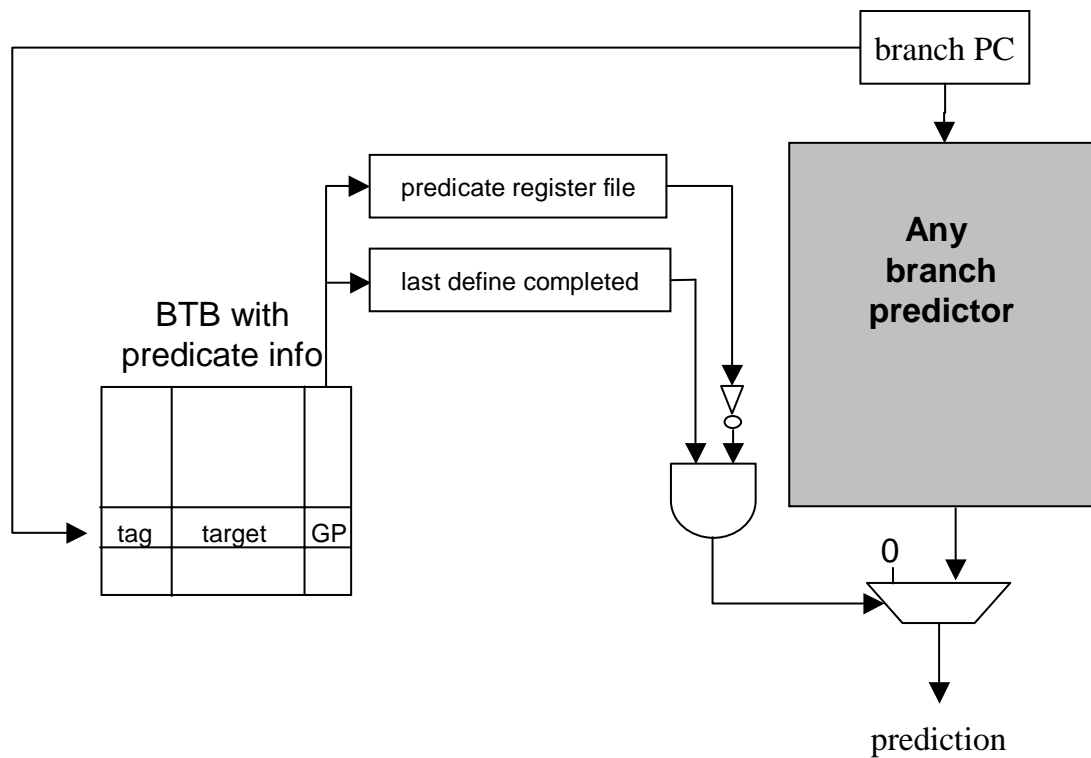 branch PC
predicate register file
last define completed
Any
branch
predictor
BTB with
predicate info
tag target GP
0
prediction